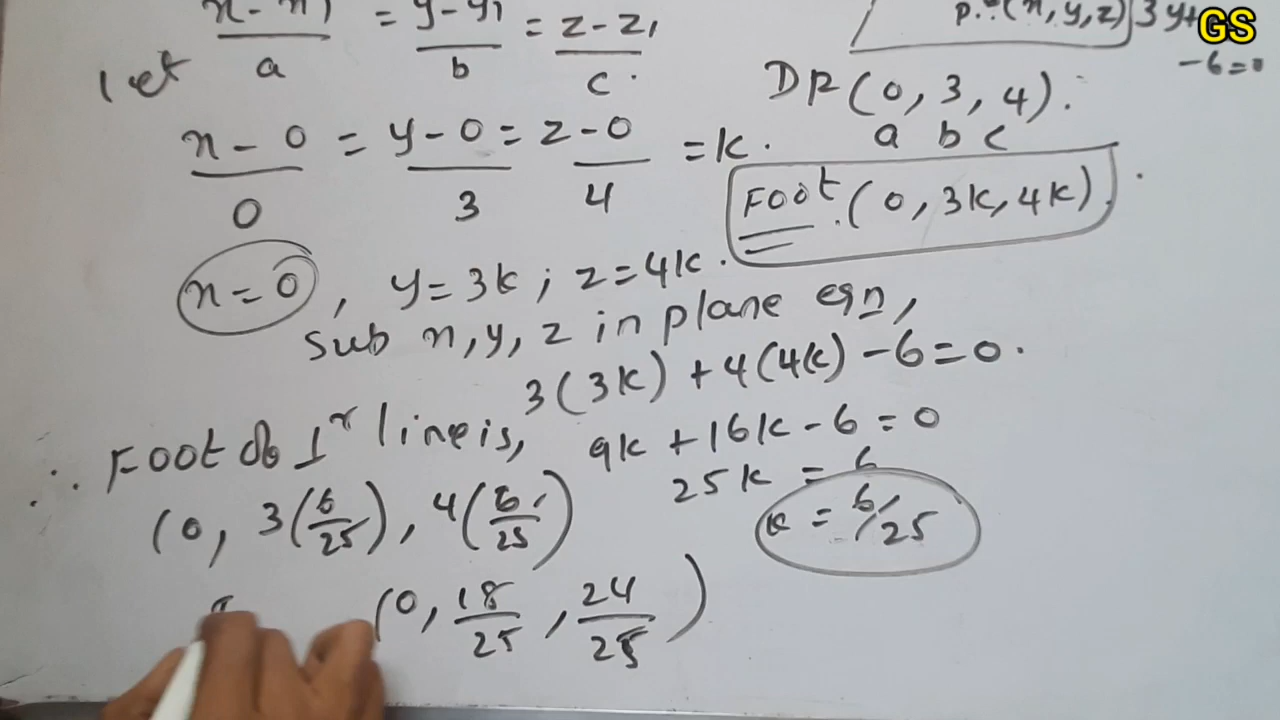 x-x1/a = y-y1/b = z-z1/c.
let
p.:(x,y,z) 3y+
GS
-6=0
DR (0, 3, 4).
a b c
x-0/0 = y-0/3 = z-0/4 = k.
Foot. (0, 3k, 4k).
x=0, y=3k; z=4k.
sub x, y, z in plane eqn,
3(3k) + 4(4k) - 6 = 0.
9k + 16k - 6 = 0
25k = 6
k = 6/25
∴ Foot of ⊥r line is,
(0, 3(6/25), 4(6/25))
(0, 18/25, 24/25)